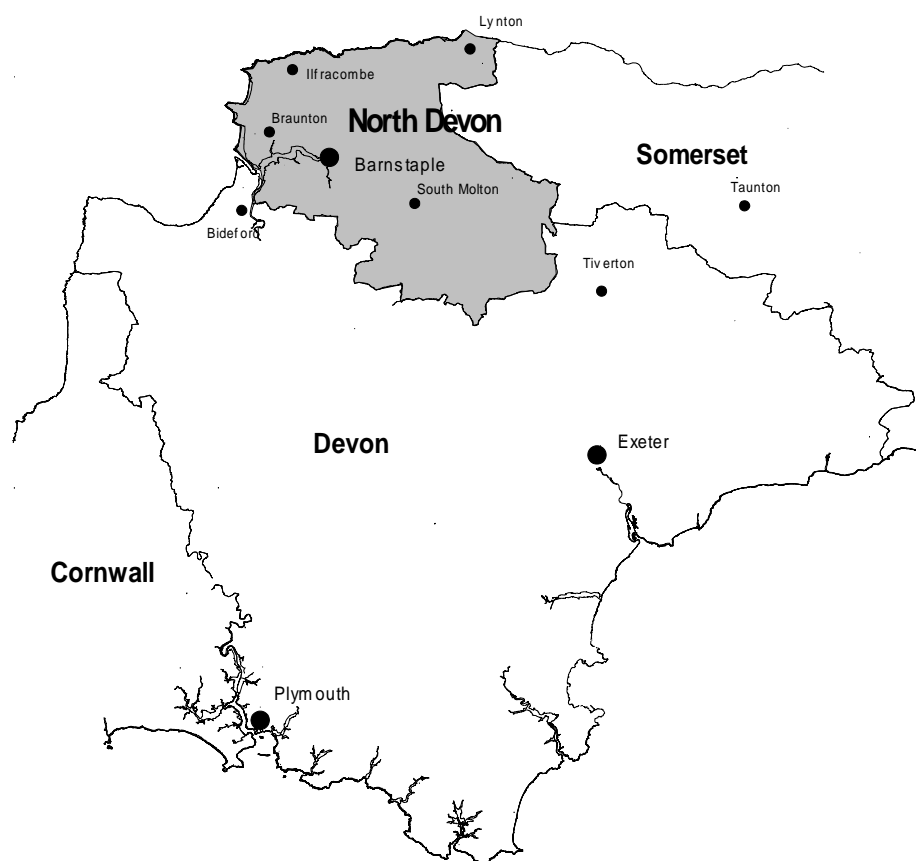 Lynton
Ilfracombe
Braunton
North Devon
Barnstaple
Somerset
South Molton
Taunton
Bideford
Tiverton
Devon
Exeter
Cornwall
Plymouth